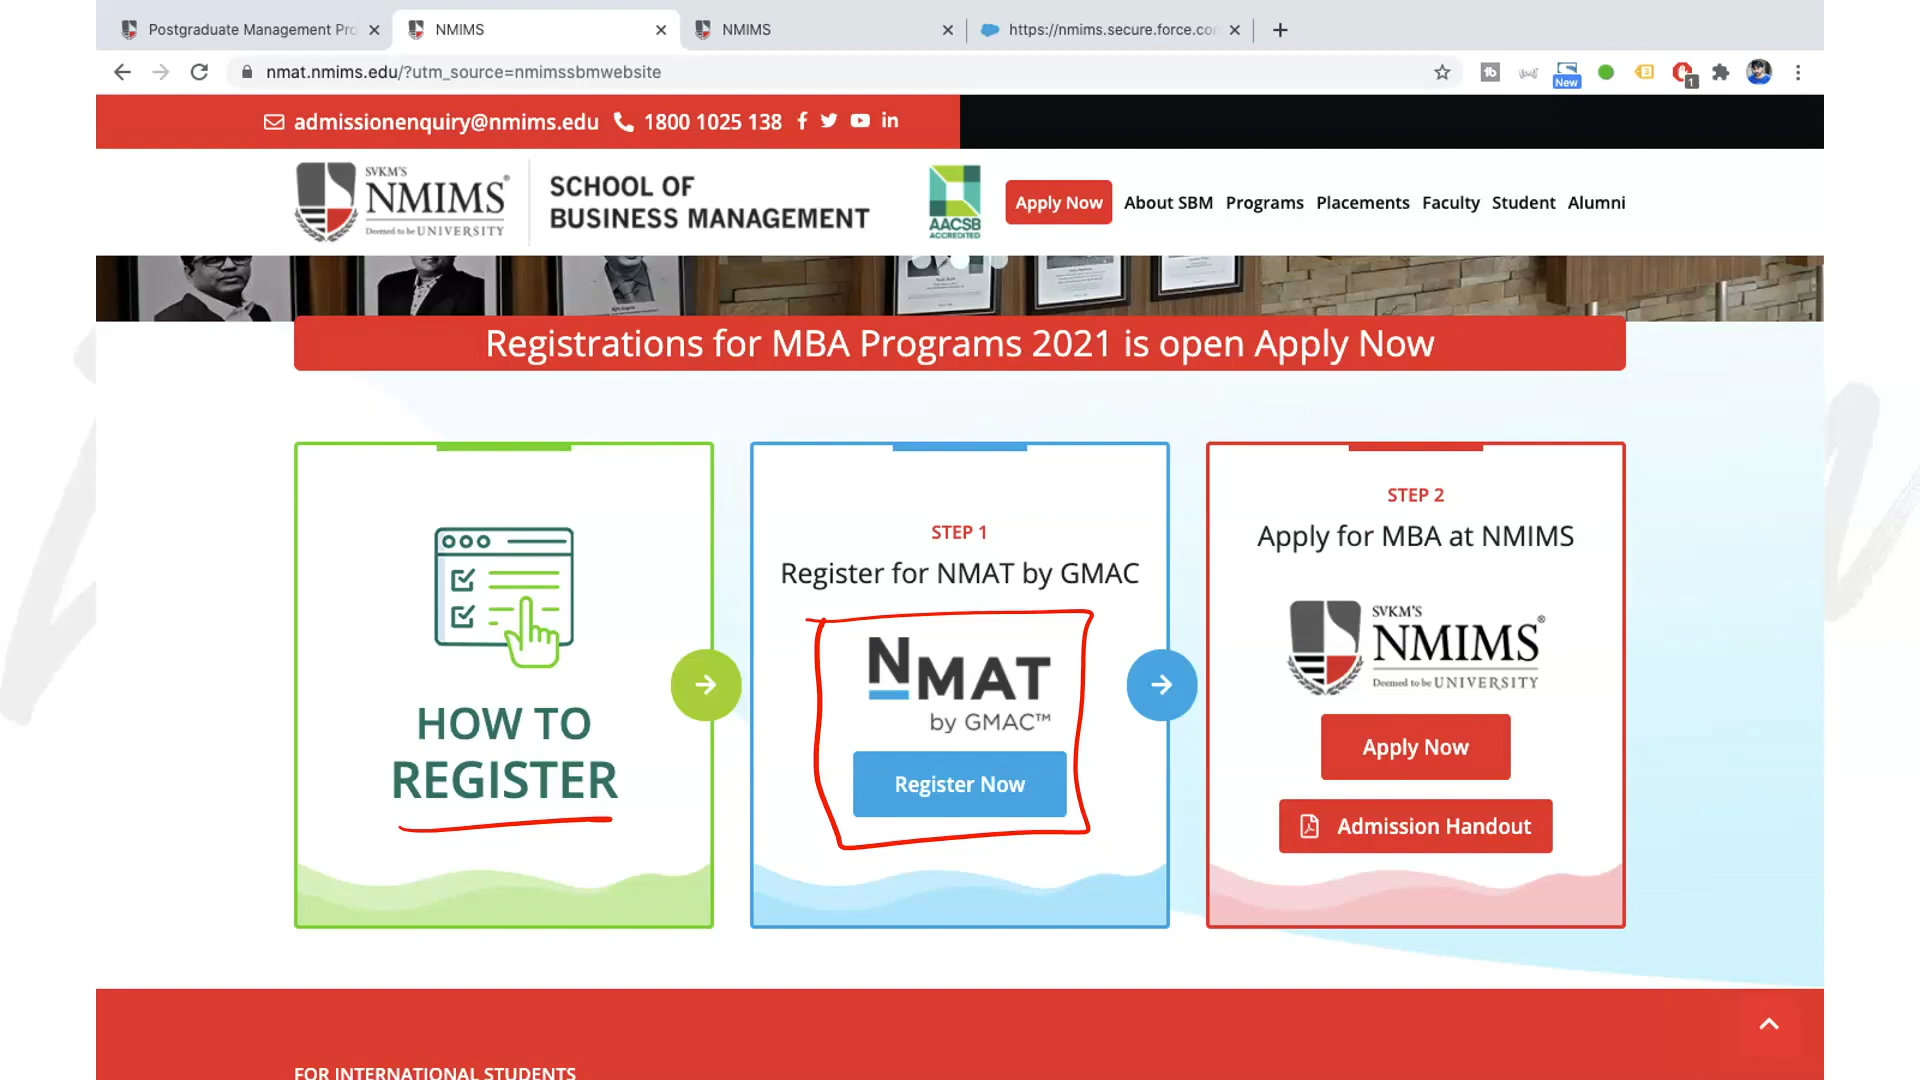 Postgraduate Management Pro
NMIMS
NMIMS
https://nmims.secure.force.con
nmat.nmims.edu/?utm_source=nmimssbmwebsite
New
3
1
admissionenquiry@nmims.edu 1800 1025 138
SVKM'S
NMIMS®
Deemed to be UNIVERSITY
SCHOOL OF
BUSINESS MANAGEMENT
AACSB
ACCREDITED
Apply Now About SBM Programs Placements Faculty Student Alumni
Registrations for MBA Programs 2021 is open Apply Now
HOW TO
REGISTER
STEP 1
Register for NMAT by GMAC
NMAT
by GMAC™
Register Now
STEP 2
Apply for MBA at NMIMS
SVKM'S
NMIMS®
Deemed to be UNIVERSITY
Apply Now
Admission Handout
FOR INTERNATIONAL STUDENTS